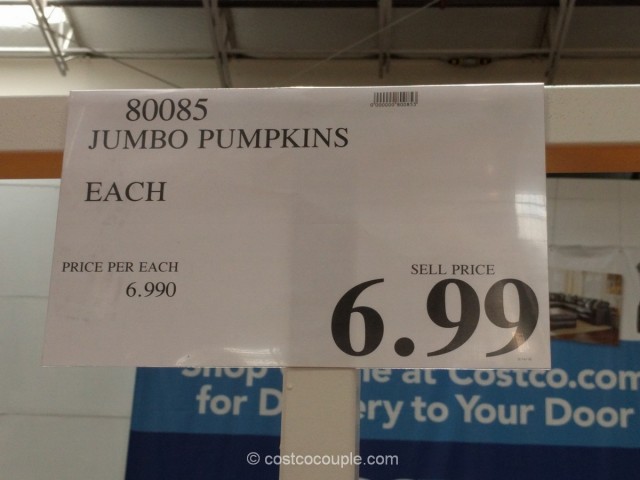 80085
JUMBO PUMPKINS
EACH
PRICE PER EACH
6.990
SELL PRICE
6.99
Shop at Costco.com
for to Your Door
© costcocouple.com